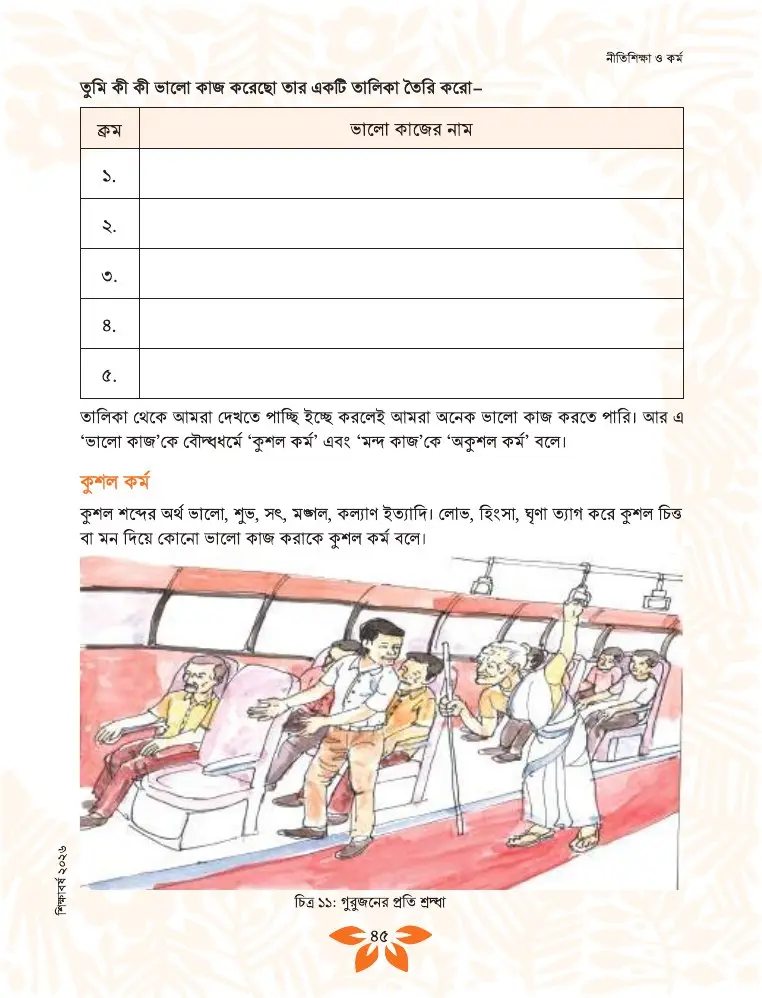 নীতিশিক্ষা ও কর্ম
তুমি কী কী ভালো কাজ করেছো তার একটি তালিকা তৈরি করো–
ক্রম ভালো কাজের নাম
১.
২.
৩.
৪.
৫.
তালিকা থেকে আমরা দেখতে পাচ্ছি ইচ্ছে করলেই আমরা অনেক ভালো কাজ করতে পারি। আর এ
‘ভালো কাজ’কে বৌদ্ধধর্মে ‘কুশল কর্ম’ এবং ‘মন্দ কাজ’কে ‘অকুশল কর্ম’ বলে।
কুশল কর্ম
কুশল শব্দের অর্থ ভালো, শুভ, সৎ, মঙ্গল, কল্যাণ ইত্যাদি। লোভ, হিংসা, ঘৃণা ত্যাগ করে কুশল চিত্ত
বা মন দিয়ে কোনো ভালো কাজ করাকে কুশল কর্ম বলে।
চিত্র ১১: গুরুজনের প্রতি শ্রদ্ধা
শিক্ষাবর্ষ ২০২৬
৪৫